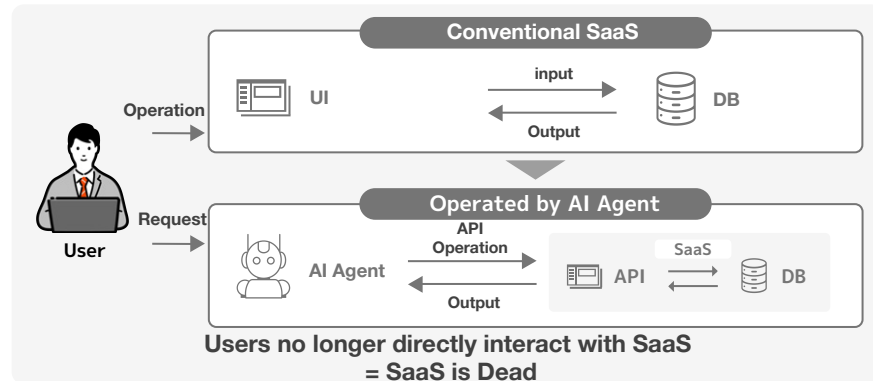 Conventional SaaS
input
UI
DB
Operation
Output
Operated by AI Agent
Request
API
Operation
SaaS
User
AI Agent
API
DB
Output
Users no longer directly interact with SaaS
= SaaS is Dead